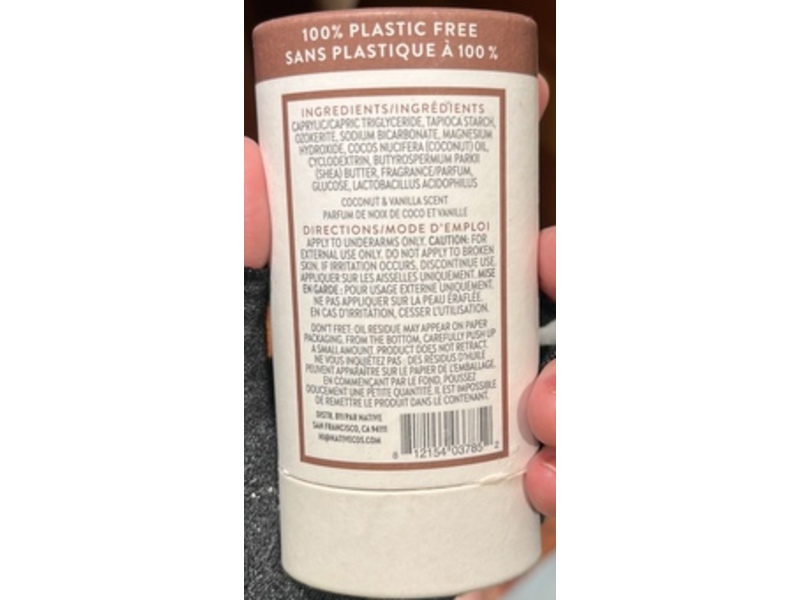 100% PLASTIC FREE
SANS PLASTIQUE À 100 %
INGREDIENTS/INGRÉDIENTS
CAPRYLIC/CAPRIC TRIGLYCERIDE, TAPIOCA STARCH,
OZOKERITE, SODIUM BICARBONATE, MAGNESIUM
HYDROXIDE, COCOS NUCIFERA (COCONUT) OIL,
CYCLODEXTRIN, BUTYROSPERMUM PARKII
(SHEA) BUTTER, FRAGRANCE/PARFUM,
GLUCOSE, LACTOBACILLUS ACIDOPHILUS
COCONUT & VANILLA SCENT
PARFUM DE NOIX DE COCO ET VANILLE
DIRECTIONS/MODE D'EMPLOI
APPLY TO UNDERARMS ONLY. CAUTION: FOR
EXTERNAL USE ONLY. DO NOT APPLY TO BROKEN
SKIN. IF IRRITATION OCCURS, DISCONTINUE USE.
APPLIQUER SUR LES AISSELLES UNIQUEMENT. MISE
EN GARDE : POUR USAGE EXTERNE UNIQUEMENT.
NE PAS APPLIQUER SUR LA PEAU ÉRAFLÉE.
EN CAS D'IRRITATION, CESSER L'UTILISATION.
DON'T FRET: OIL RESIDUE MAY APPEAR ON PAPER
PACKAGING. FROM THE BOTTOM, CAREFULLY PUSH UP
A SMALL AMOUNT. PRODUCT DOES NOT RETRACT.
NE VOUS INQUIÉTEZ PAS : DES RÉSIDUS D'HUILE
PEUVENT APPARAÎTRE SUR LE PAPIER DE L'EMBALLAGE.
EN COMMENÇANT PAR LE FOND, POUSSEZ
DOUCEMENT UNE PETITE QUANTITÉ. IL EST IMPOSSIBLE
DE REMETTRE LE PRODUIT DANS LE CONTENANT.
DISTR. BY/PAR NATIVE
SAN FRANCISCO, CA 94111
HI@NATIVECOS.COM
8 12154 03785 2